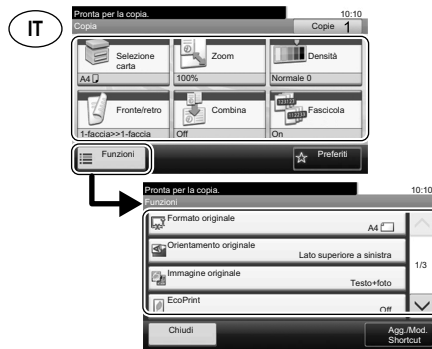 IT
Pronta per la copia. 10:10
Copia Copie 1
Selezione
carta
A4
Zoom
100%
Densità
Normale 0
Fronte/retro
1-faccia>>1-faccia
Combina
Off
Fascicola
On
Funzioni
Preferiti
Pronta per la copia. 10:10
Funzioni
Formato originale
A4
Orientamento originale
Lato superiore a sinistra
Immagine originale
Testo+foto
EcoPrint
Off
1/3
Chiudi
Agg./Mod.
Shortcut